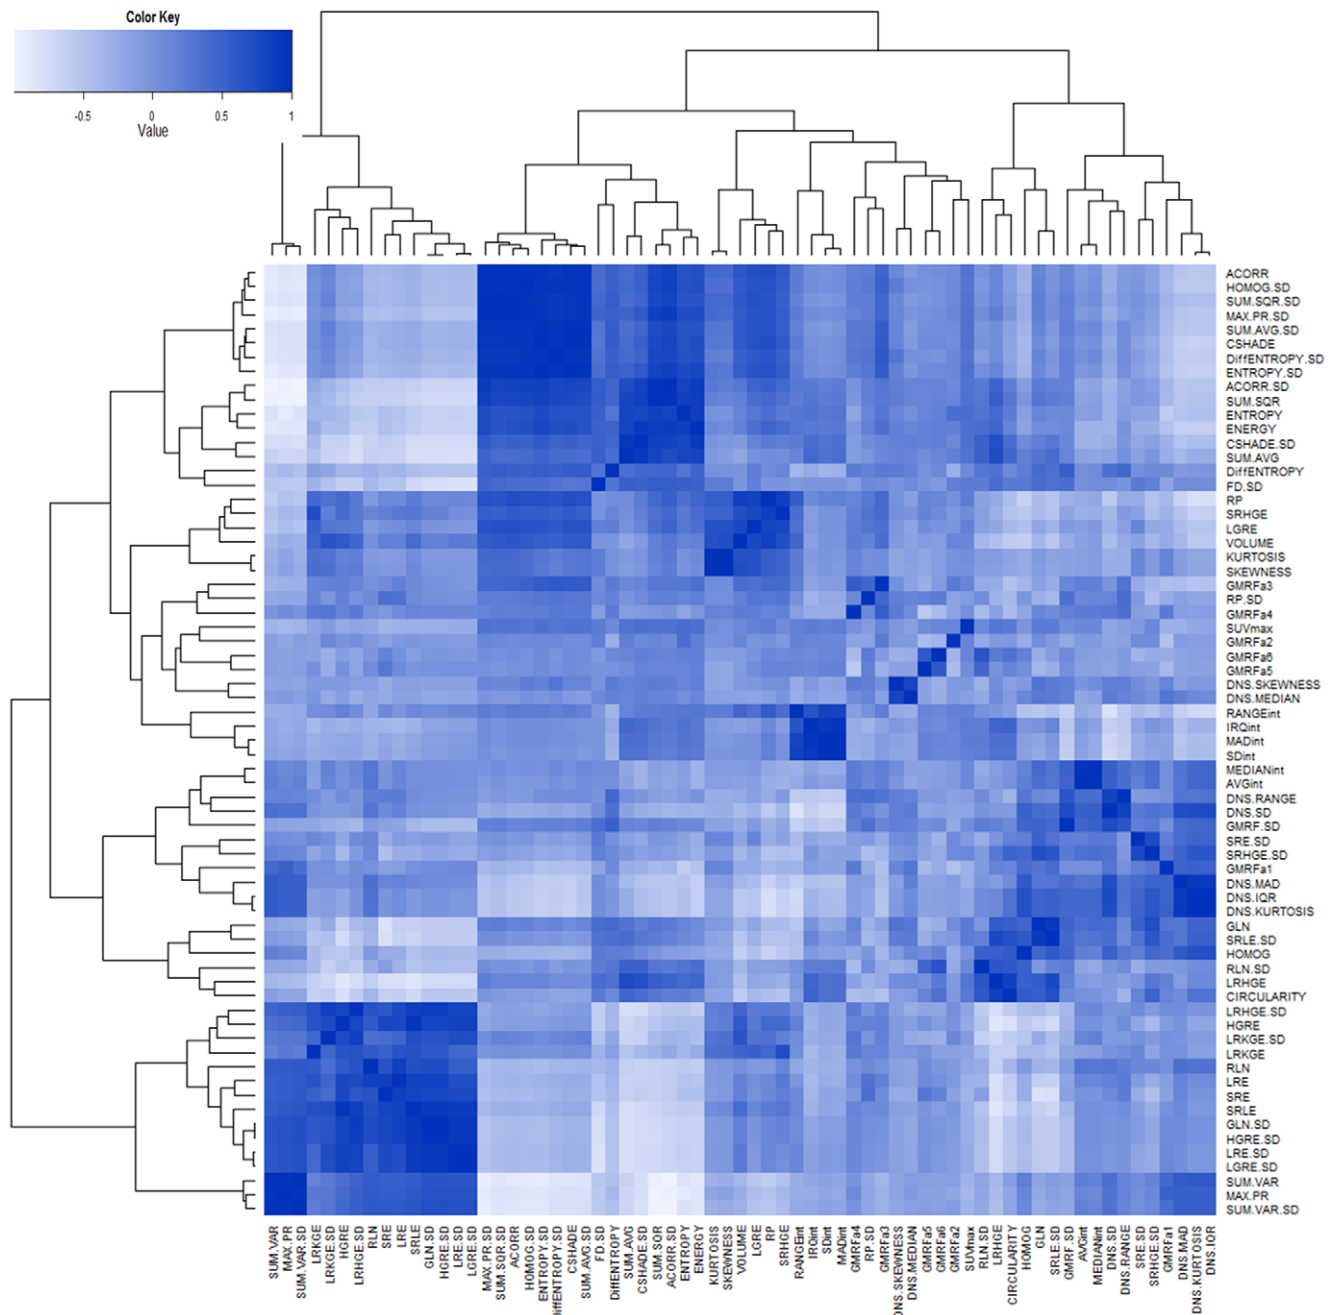 Color Key
-0.5 0 0.5 1
Value
ACORR
HOMOG.SD
SUM.SQR.SD
MAX.PR.SD
SUM.AVG.SD
CSHADE
DiffENTROPY.SD
ENTROPY.SD
ACORR.SD
SUM.SQR
ENTROPY
ENERGY
CSHADE.SD
SUM.AVG
DiffENTROPY
FD.SD
RP
SRHGE
LGRE
VOLUME
KURTOSIS
SKEWNESS
GMRFa3
RP.SD
GMRFa4
SUVmax
GMRFa2
GMRFa6
GMRFa5
DNS.SKEWNESS
DNS.MEDIAN
RANGEint
IRQint
MADint
SDint
MEDIANint
AVGint
DNS.RANGE
DNS.SD
GMRF.SD
SRE.SD
SRHGE.SD
GMRFa1
DNS.MAD
DNS.IQR
DNS.KURTOSIS
GLN
SRLE.SD
HOMOG
RLN.SD
LRHGE
CIRCULARITY
LRHGE.SD
HGRE
LRKGE.SD
LRKGE
RLN
LRE
SRE
SRLE
GLN.SD
HGRE.SD
LRE.SD
LGRE.SD
SUM.VAR
MAX.PR
SUM.VAR.SD
SUM.VAR
MAX.PR
SUM.VAR.SD
LRKGE
LRKGE.SD
HGRE
LRHGE.SD
RLN
SRE
LRE
SRLE
GLN.SD
HGRE.SD
LRE.SD
LGRE.SD
MAX.PR.SD
SUM.SQR.SD
ACORR
HOMOG.SD
ENTROPY.SD
DiffENTROPY.SD
CSHADE
SUM.AVG.SD
FD.SD
DiffENTROPY
SUM.AVG
CSHADE.SD
SUM.SQR
ACORR.SD
ENTROPY
ENERGY
KURTOSIS
SKEWNESS
VOLUME
LGRE
RP
SRHGE
RANGEint
IRQint
SDint
MADint
GMRFa4
RP.SD
GMRFa3
DNS.SKEWNESS
DNS.MEDIAN
GMRFa5
GMRFa6
GMRFa2
SUVmax
RLN.SD
LRHGE
CIRCULARITY
HOMOG
GLN
SRLE.SD
GMRF.SD
AVGint
MEDIANint
DNS.SD
DNS.RANGE
SRE.SD
SRHGE.SD
GMRFa1
DNS.MAD
DNS.KURTOSIS
DNS.IQR